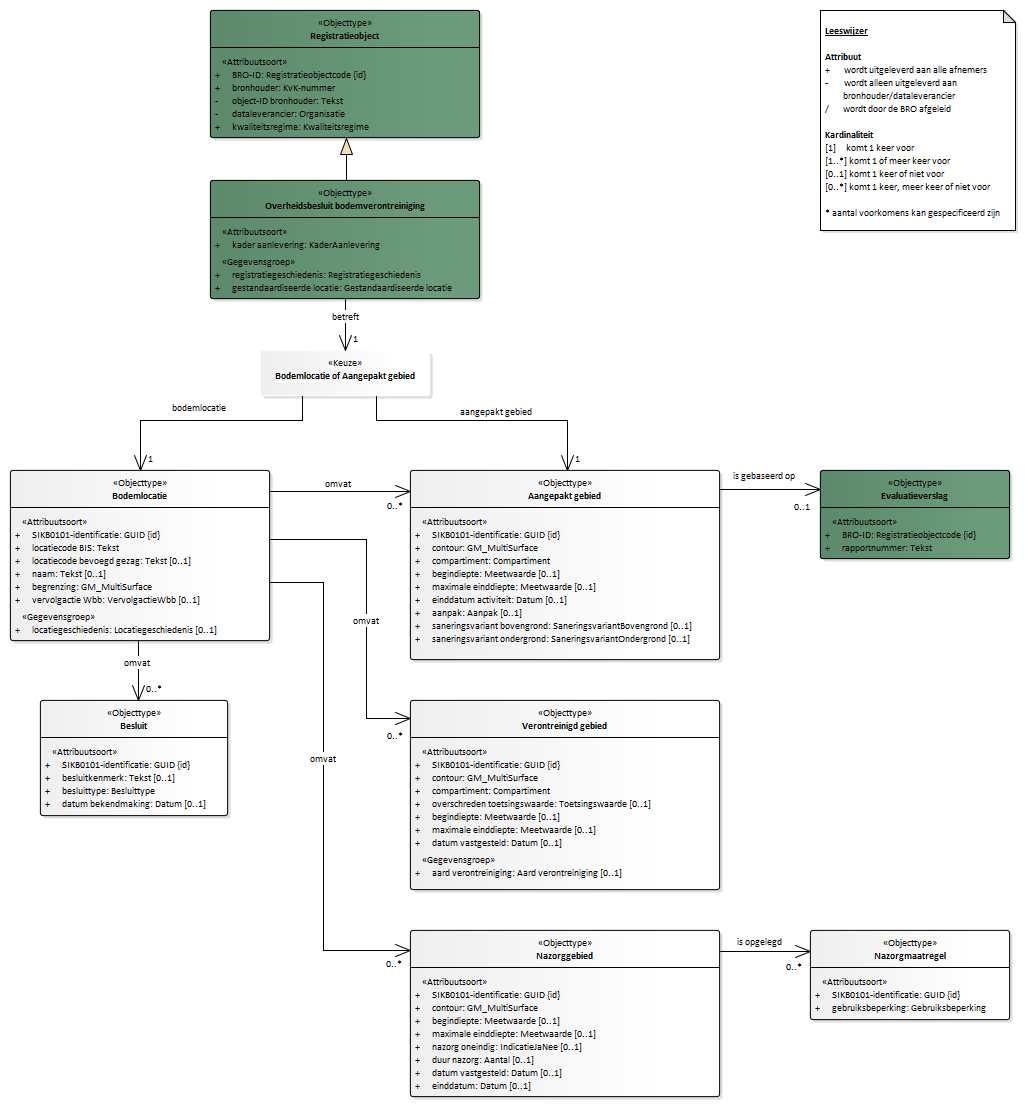 «Objecttype»
Registratieobject
«Attribuutsoort»
+ BRO-ID: Registratieobjectcode {id}
+ bronhouder: KvK-nummer
- object-ID bronhouder: Tekst
- dataleverancier: Organisatie
+ kwaliteitsregime: Kwaliteitsregime
Leeswijzer
Attribuut
+ wordt uitgeleverd aan alle afnemers
- wordt alleen uitgeleverd aan
bronhouder/dataleverancier
/ wordt door de BRO afgeleid
Kardinaliteit
[1] komt 1 keer voor
[1..*] komt 1 of meer keer voor
[0..1] komt 1 keer of niet voor
[0..*] komt 1 keer, meer keer of niet voor
* aantal voorkomens kan gespecificeerd zijn
«Objecttype»
Overheidsbesluit bodemverontreiniging
«Attribuutsoort»
+ kader aanlevering: KaderAanlevering
«Gegevensgroep»
+ registratiegeschiedenis: Registratiegeschiedenis
+ gestandaardiseerde locatie: Gestandaardiseerde locatie
betreft
1
«Keuze»
Bodemlocatie of Aangepakt gebied
bodemlocatie
1
aangepakt gebied
1
«Objecttype»
Bodemlocatie
«Attribuutsoort»
+ SIKB0101-identificatie: GUID {id}
+ locatiecode BIS: Tekst
+ locatiecode bevoegd gezag: Tekst [0..1]
+ naam: Tekst [0..1]
+ begrenzing: GM_MultiSurface
+ vervolgactie Wbb: VervolgactieWbb [0..1]
«Gegevensgroep»
+ locatiegeschiedenis: Locatiegeschiedenis [0..1]
omvat
0..*
«Objecttype»
Aangepakt gebied
«Attribuutsoort»
+ SIKB0101-identificatie: GUID {id}
+ contour: GM_MultiSurface
+ compartiment: Compartiment
+ begindiepte: Meetwaarde [0..1]
+ maximale einddiepte: Meetwaarde [0..1]
+ einddatum activiteit: Datum [0..1]
+ aanpak: Aanpak [0..1]
+ saneringsvariant bovengrond: SaneringsvariantBovengrond [0..1]
+ saneringsvariant ondergrond: SaneringsvariantOndergrond [0..1]
is gebaseerd op
0..1
«Objecttype»
Evaluatieverslag
«Attribuutsoort»
+ BRO-ID: Registratieobjectcode {id}
+ rapportnummer: Tekst
omvat
0..*
«Objecttype»
Besluit
«Attribuutsoort»
+ SIKB0101-identificatie: GUID {id}
+ besluitkenmerk: Tekst [0..1]
+ besluittype: Besluittype
+ datum bekendmaking: Datum [0..1]
omvat
0..*
«Objecttype»
Verontreinigd gebied
«Attribuutsoort»
+ SIKB0101-identificatie: GUID {id}
+ contour: GM_MultiSurface
+ compartiment: Compartiment
+ overschreden toetsingswaarde: Toetsingswaarde [0..1]
+ begindiepte: Meetwaarde [0..1]
+ maximale einddiepte: Meetwaarde [0..1]
+ datum vastgesteld: Datum [0..1]
«Gegevensgroep»
+ aard verontreiniging: Aard verontreiniging [0..1]
omvat
0..*
«Objecttype»
Nazorggebied
«Attribuutsoort»
+ SIKB0101-identificatie: GUID {id}
+ contour: GM_MultiSurface
+ begindiepte: Meetwaarde [0..1]
+ maximale einddiepte: Meetwaarde [0..1]
+ nazorg oneindig: IndicatieJaNee [0..1]
+ duur nazorg: Aantal [0..1]
+ datum vastgesteld: Datum [0..1]
+ einddatum: Datum [0..1]
is opgelegd
0..*
«Objecttype»
Nazorgmaatregel
«Attribuutsoort»
+ SIKB0101-identificatie: GUID {id}
+ gebruiksbeperking: Gebruiksbeperking